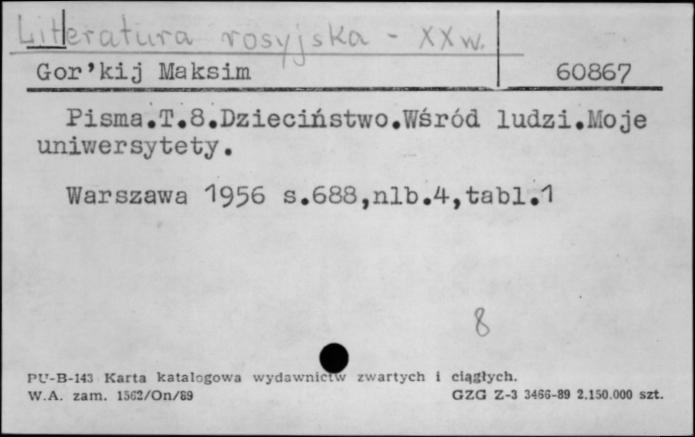 Literatura rosyjska - XX w.
Gor'kij Maksim 60867
Pisma.T.8.Dzieciństwo.Wśród ludzi.Moje
uniwersytety.
Warszawa 1956 s.688,nlb.4,tabl.1
8
PU-B-143 Karta katalogowa wydawnictw zwartych i ciągłych.
W.A. zam. 1562/On/89 GZG Z-3 3466-89 2.150.000 szt.